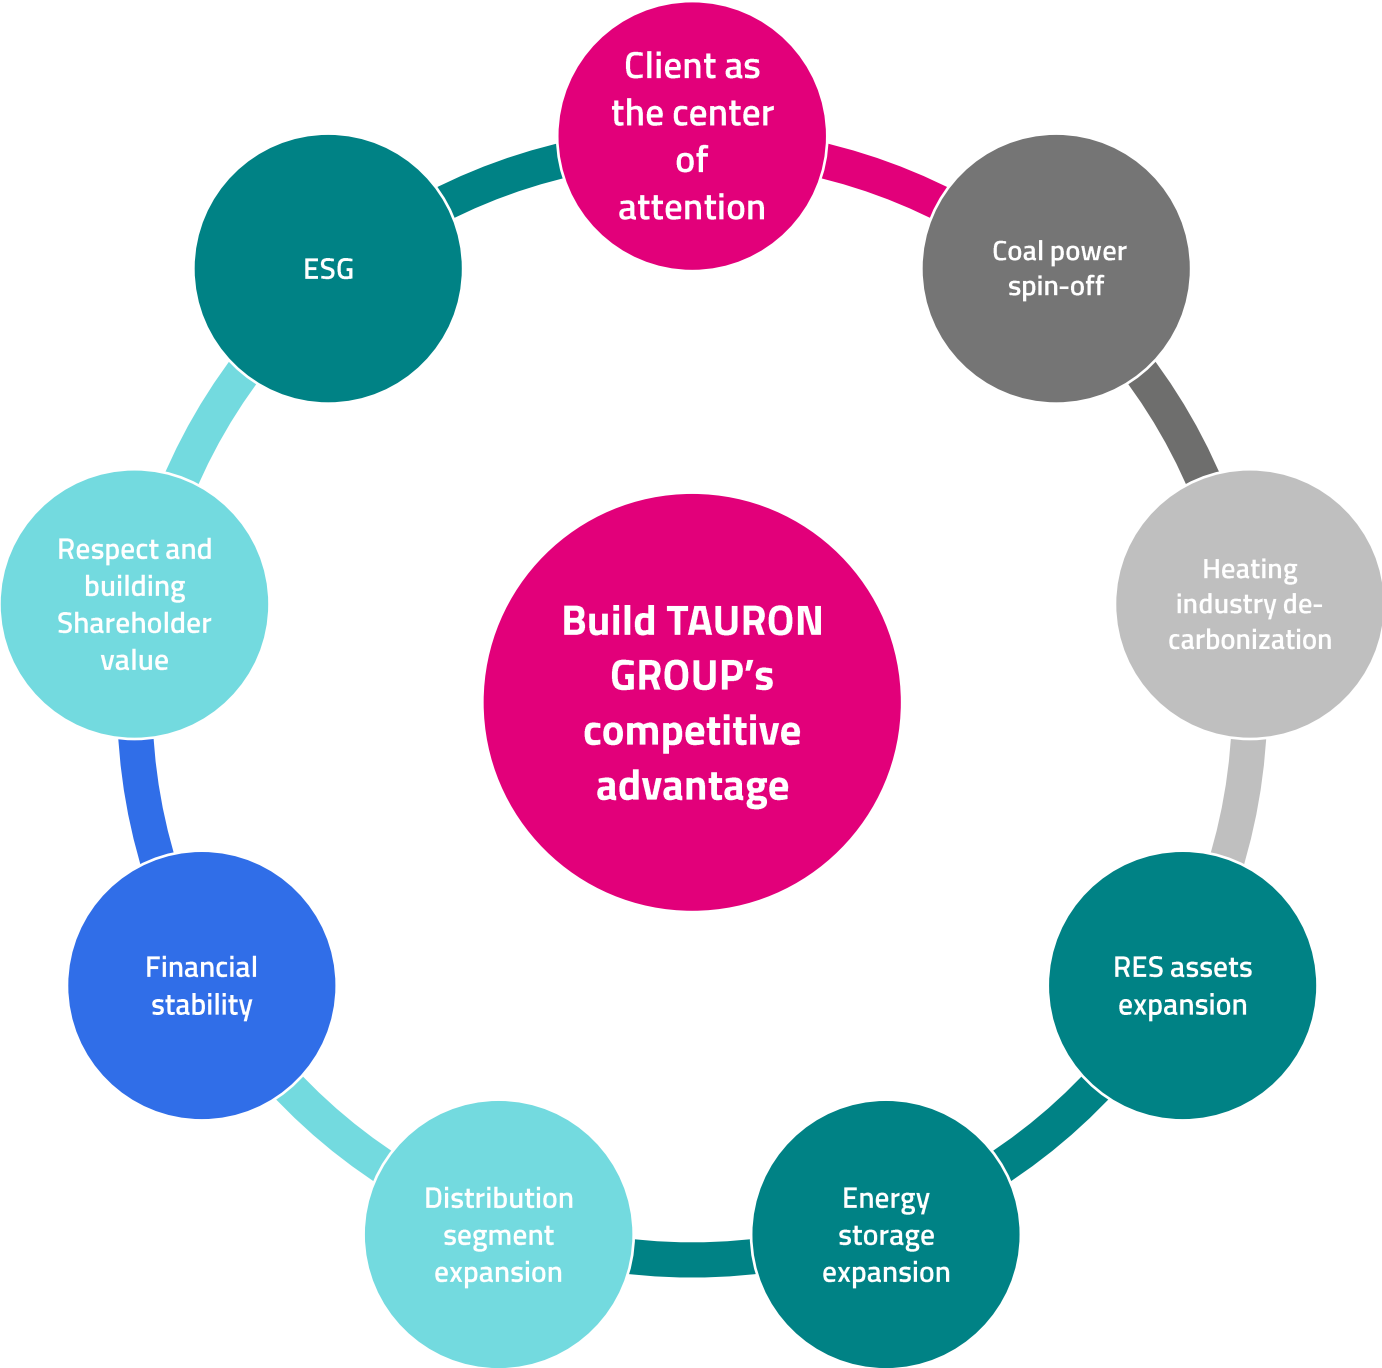 Client as
the center
of
attention
Coal power
spin-off
Heating
industry de-
carbonization
RES assets
expansion
Energy
storage
expansion
Distribution
segment
expansion
Financial
stability
Respect and
building
Shareholder
value
ESG
Build TAURON
GROUP’s
competitive
advantage